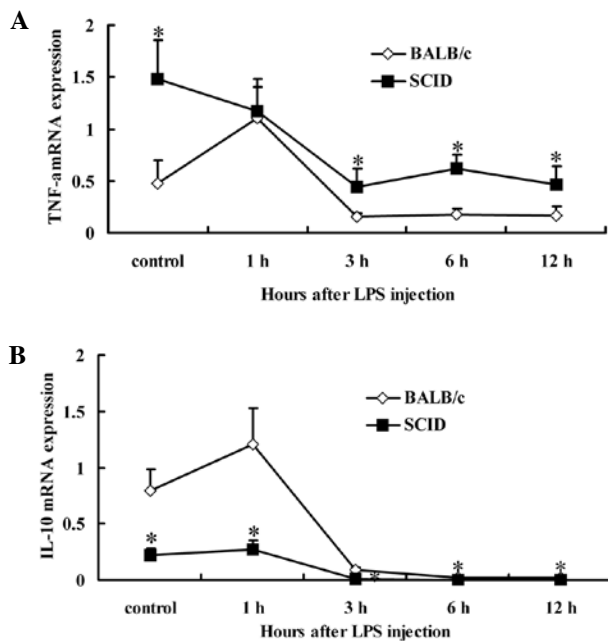 A
TNF-amRNA expression
2
1.5
1
0.5
0
*
*
*
*
BALB/c
SCID
control 1 h 3 h 6 h 12 h
Hours after LPS injection
B
IL-10 mRNA expression
2
1.5
1
0.5
0
BALB/c
SCID
*
*
*
*
*
control 1 h 3 h 6 h 12 h
Hours after LPS injection